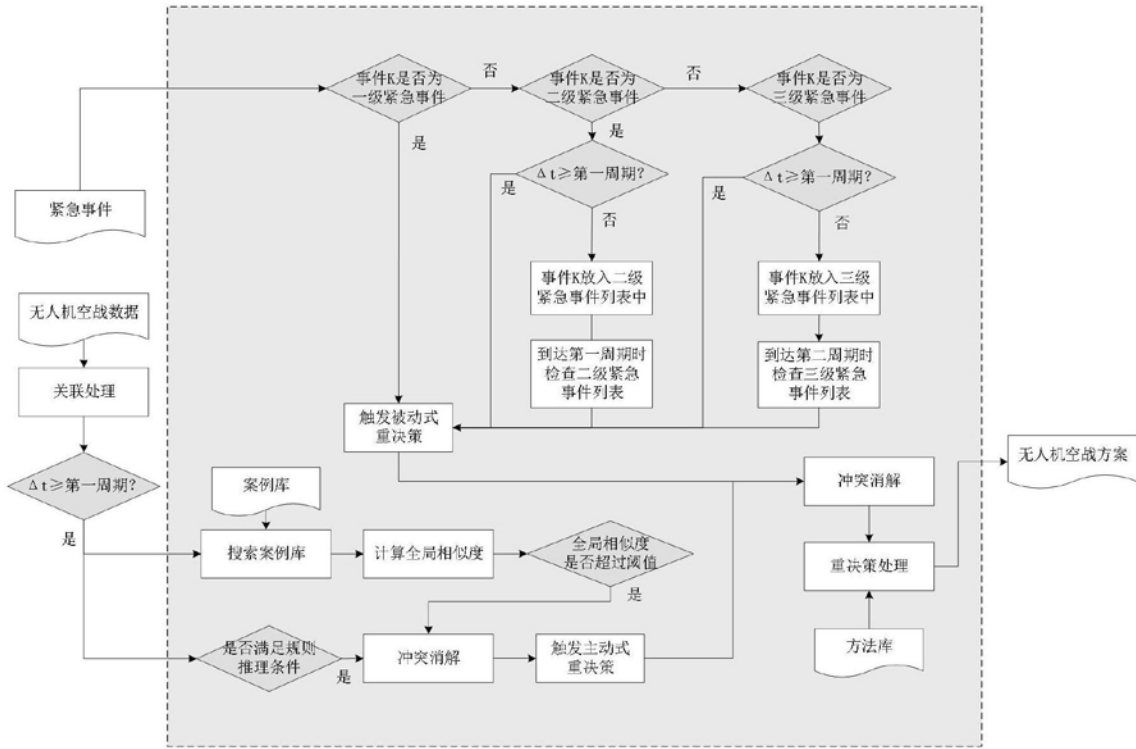 事件K是否为
一级紧急事件
否
事件K是否为
二级紧急事件
否
事件K是否为
三级紧急事件
是
是
Δt≥第一周期?
是
否
Δt≥第一周期?
是
否
紧急事件
事件K放入二级
紧急事件列表中
事件K放入三级
紧急事件列表中
无人机空战数据
关联处理
到达第一周期时
检查二级紧急
事件列表
到达第二周期时
检查三级紧急
事件列表
触发被动式
重决策
Δt≥第一周期?
是
案例库
搜索案例库
计算全局相似度
全局相似度
是否超过阈值
是
冲突消解
无人机空战方案
重决策处理
方法库
是否满足规则
推理条件
是
冲突消解
触发主动式
重决策